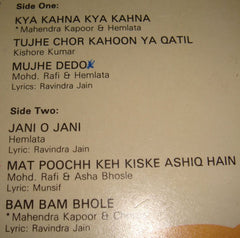 Side One:
KYA KAHNA KYA KAHNA
*Mahendra Kapoor & Hemlata
TUJHE CHOR KAHOON YA QATIL
Kishore Kumar
MUJHE DEDO
Mohd. Rafi & Hemlata
Lyrics: Ravindra Jain
Side Two:
JANI O JANI
Hemlata
Lyric: Ravindra Jain
MAT POOCHH KEH KISKE ASHIQ HAIN
Mohd. Rafi & Asha Bhosle
Lyric: Munsif
BAM BAM BHOLE
*Mahendra Kapoor &
Lyric: Ravindra Jain